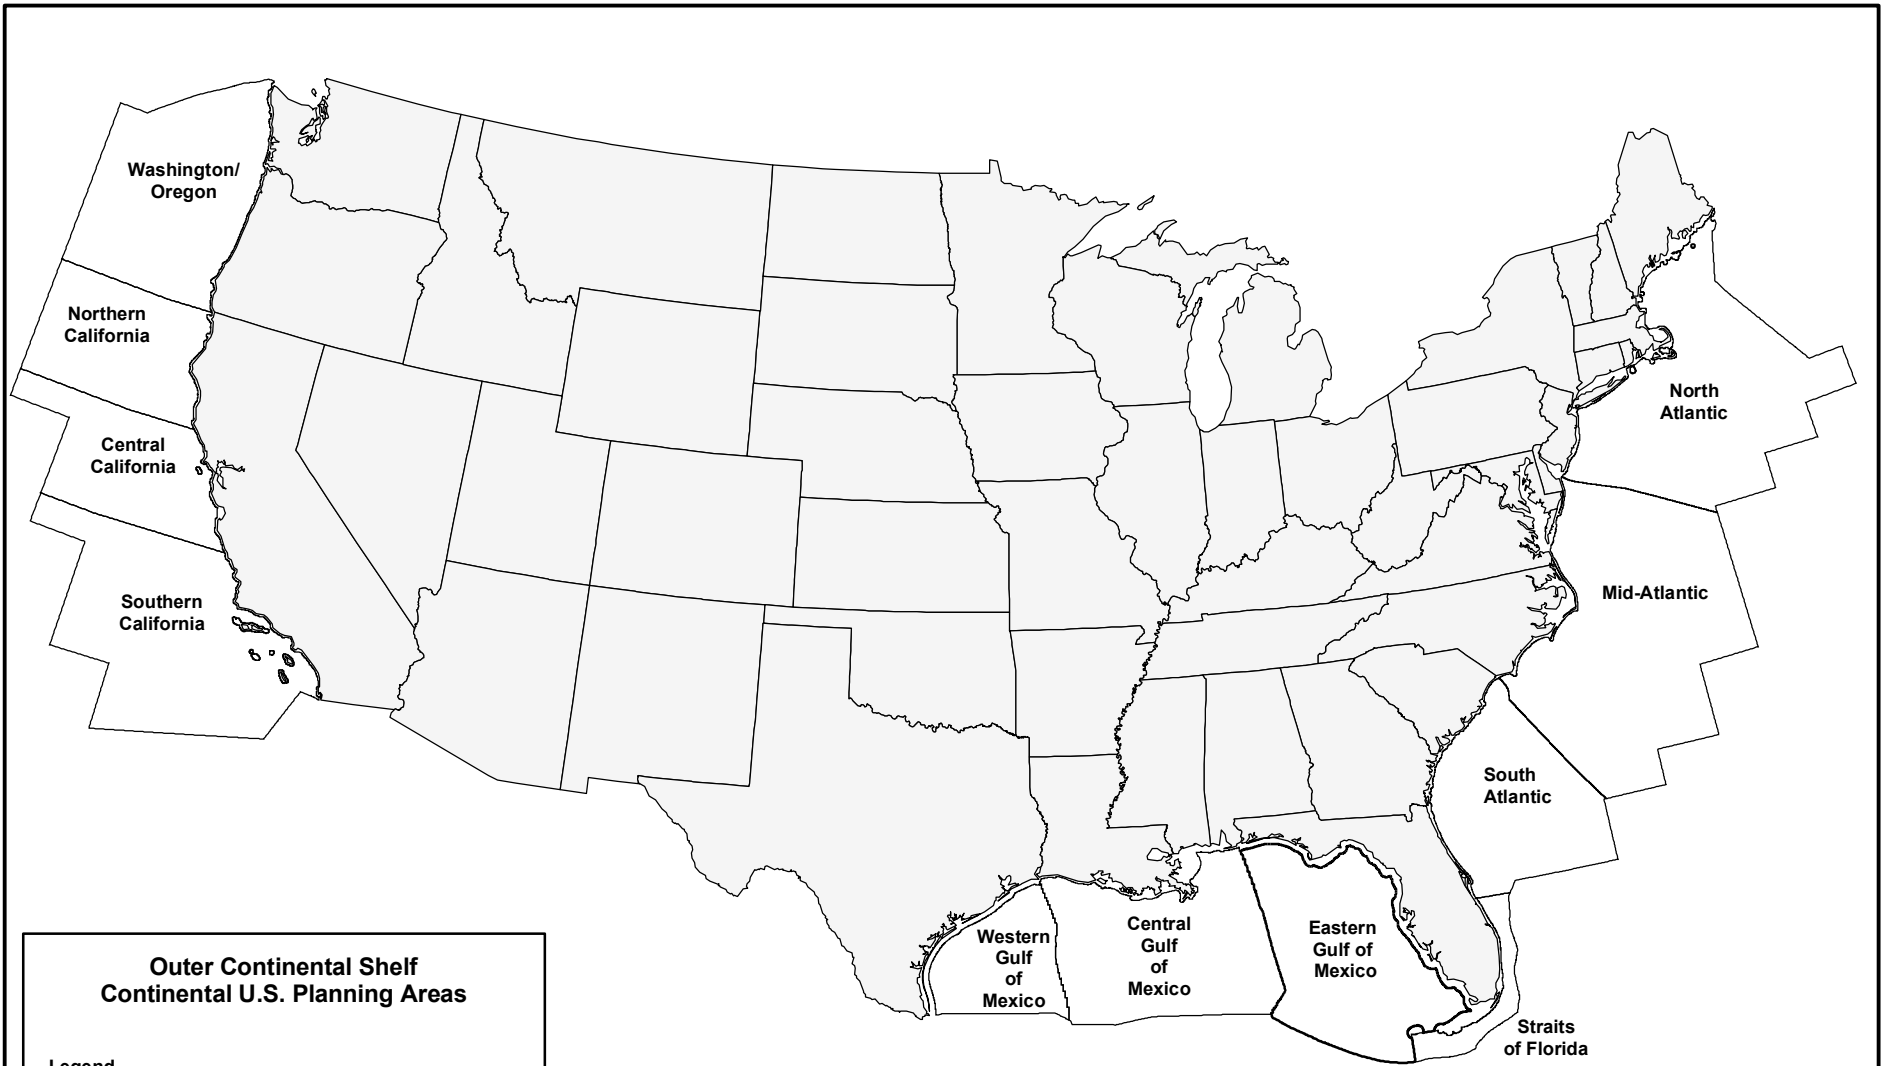 Washington/
Oregon
Northern
California
Central
California
Southern
California
North
Atlantic
Mid-Atlantic
South
Atlantic
Western
Gulf
of
Mexico
Central
Gulf
of
Mexico
Eastern
Gulf of
Mexico
Straits
of Florida
Outer Continental Shelf
Continental U.S. Planning Areas
Legend